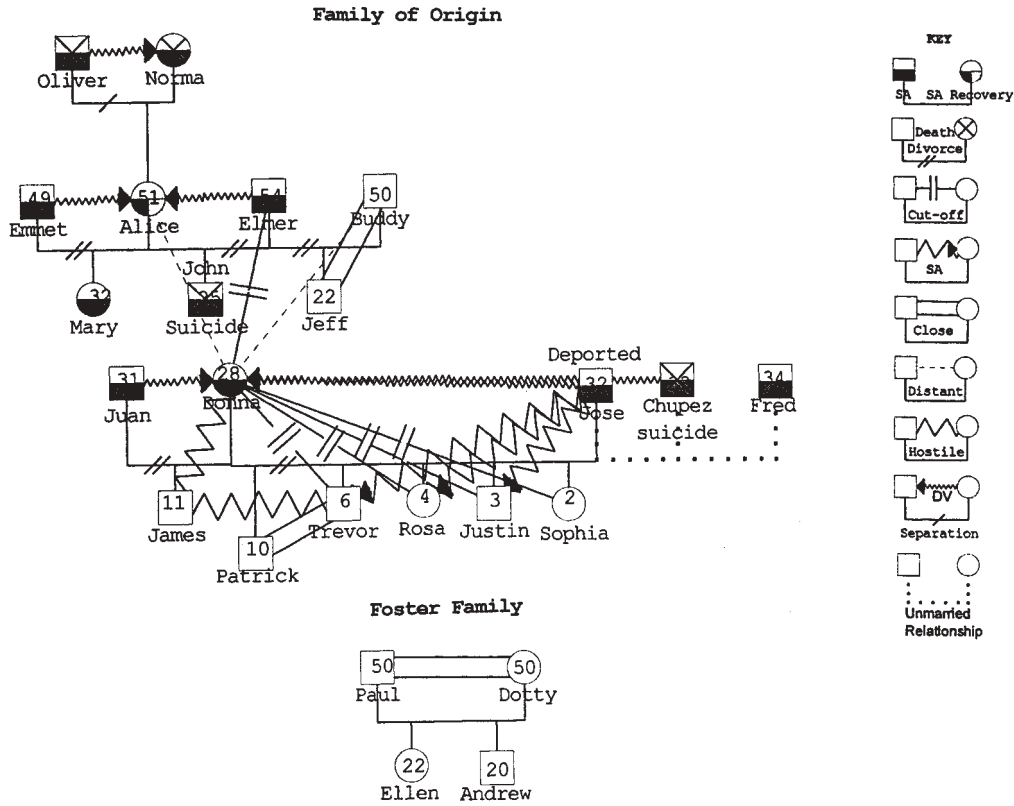 Family of Origin
Oliver Norma
49 51 54 50
Emmet Alice Elmer Buddy
John
32 22
Mary Suicide Jeff
Deported
31 28 32 34
Juan Donna Jose Chupez Fred
suicide
11 6 4 3 2
James Trevor Rosa Justin Sophia
10
Patrick
Foster Family
50 50
Paul Dotty
22 20
Ellen Andrew
KEY
SA SA Recovery
Death
Divorce
Cut-off
SA
Close
Distant
Hostile
DV
Separation
Unmarried
Relationship